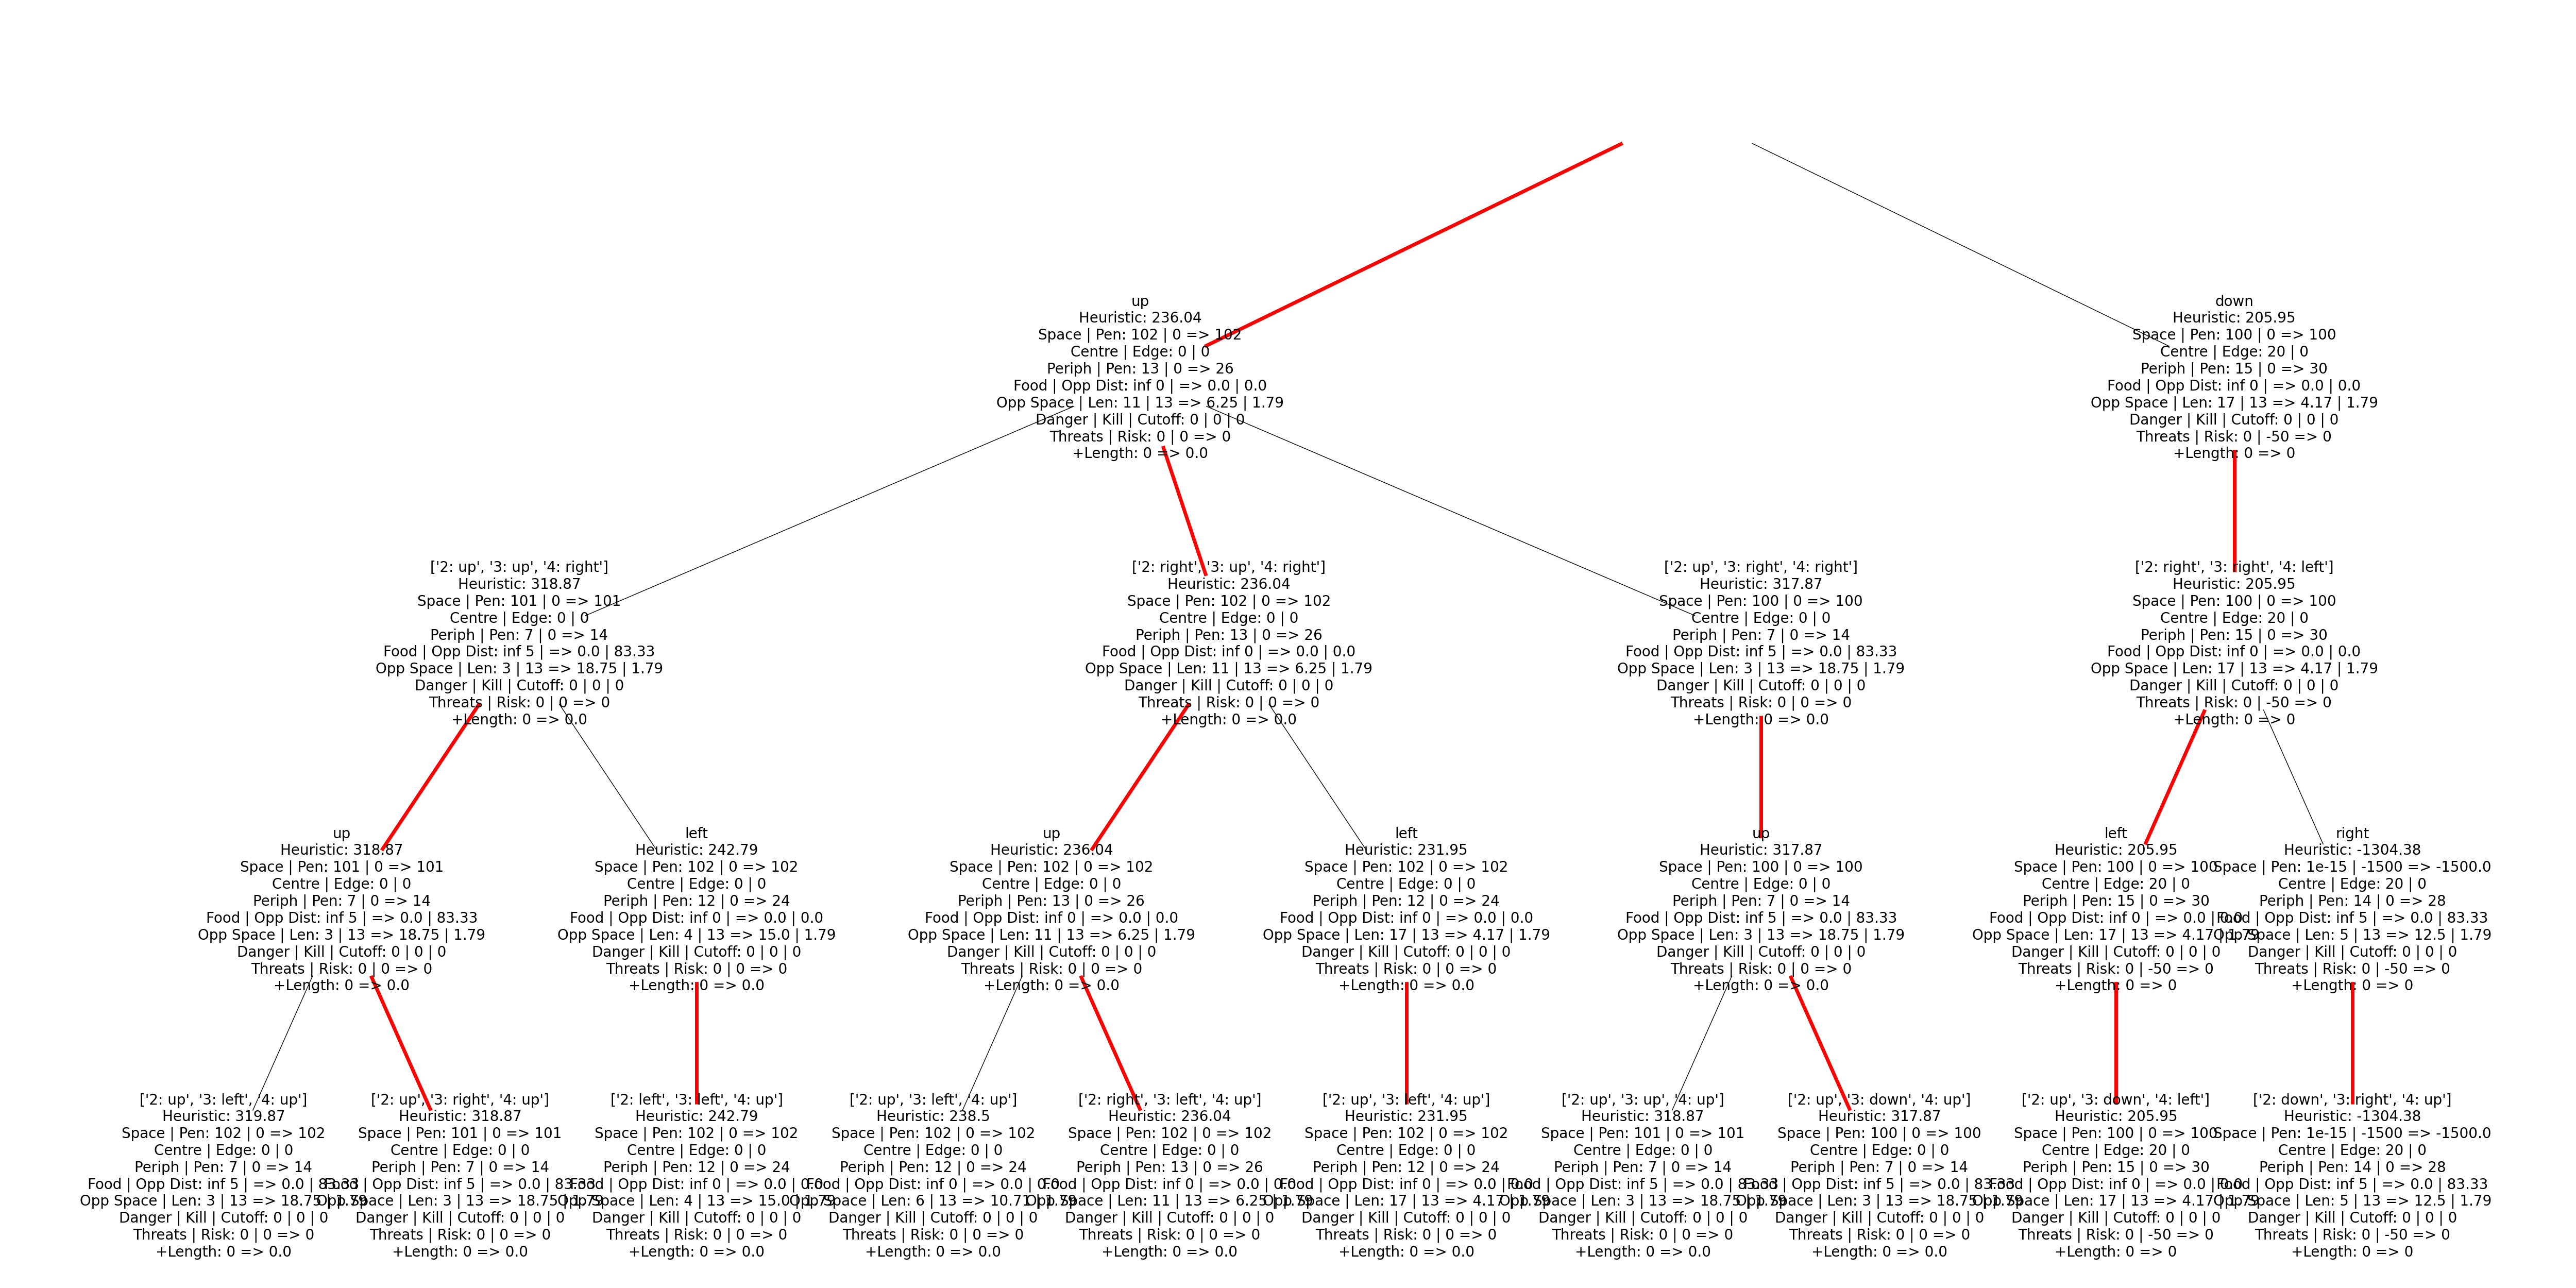 up
Heuristic: 236.04
Space | Pen: 102 | 0 => 102
Centre | Edge: 0 | 0
Periph | Pen: 13 | 0 => 26
Food | Opp Dist: inf 0 | => 0.0 | 0.0
Opp Space | Len: 11 | 13 => 6.25 | 1.79
Danger | Kill | Cutoff: 0 | 0 | 0
Threats | Risk: 0 | 0 => 0
+Length: 0 => 0.0
down
Heuristic: 205.95
Space | Pen: 100 | 0 => 100
Centre | Edge: 20 | 0
Periph | Pen: 15 | 0 => 30
Food | Opp Dist: inf 0 | => 0.0 | 0.0
Opp Space | Len: 17 | 13 => 4.17 | 1.79
Danger | Kill | Cutoff: 0 | 0 | 0
Threats | Risk: 0 | -50 => 0
+Length: 0 => 0
['2: up', '3: up', '4: right']
Heuristic: 318.87
Space | Pen: 101 | 0 => 101
Centre | Edge: 0 | 0
Periph | Pen: 7 | 0 => 14
Food | Opp Dist: inf 5 | => 0.0 | 83.33
Opp Space | Len: 3 | 13 => 18.75 | 1.79
Danger | Kill | Cutoff: 0 | 0 | 0
Threats | Risk: 0 | 0 => 0
+Length: 0 => 0.0
['2: right', '3: up', '4: right']
Heuristic: 236.04
Space | Pen: 102 | 0 => 102
Centre | Edge: 0 | 0
Periph | Pen: 13 | 0 => 26
Food | Opp Dist: inf 0 | => 0.0 | 0.0
Opp Space | Len: 11 | 13 => 6.25 | 1.79
Danger | Kill | Cutoff: 0 | 0 | 0
Threats | Risk: 0 | 0 => 0
+Length: 0 => 0.0
['2: up', '3: right', '4: right']
Heuristic: 317.87
Space | Pen: 100 | 0 => 100
Centre | Edge: 0 | 0
Periph | Pen: 7 | 0 => 14
Food | Opp Dist: inf 5 | => 0.0 | 83.33
Opp Space | Len: 3 | 13 => 18.75 | 1.79
Danger | Kill | Cutoff: 0 | 0 | 0
Threats | Risk: 0 | 0 => 0
+Length: 0 => 0.0
['2: right', '3: right', '4: left']
Heuristic: 205.95
Space | Pen: 100 | 0 => 100
Centre | Edge: 20 | 0
Periph | Pen: 15 | 0 => 30
Food | Opp Dist: inf 0 | => 0.0 | 0.0
Opp Space | Len: 17 | 13 => 4.17 | 1.79
Danger | Kill | Cutoff: 0 | 0 | 0
Threats | Risk: 0 | -50 => 0
+Length: 0 => 0
up
Heuristic: 318.87
Space | Pen: 101 | 0 => 101
Centre | Edge: 0 | 0
Periph | Pen: 7 | 0 => 14
Food | Opp Dist: inf 5 | => 0.0 | 83.33
Opp Space | Len: 3 | 13 => 18.75 | 1.79
Danger | Kill | Cutoff: 0 | 0 | 0
Threats | Risk: 0 | 0 => 0
+Length: 0 => 0.0
left
Heuristic: 242.79
Space | Pen: 102 | 0 => 102
Centre | Edge: 0 | 0
Periph | Pen: 12 | 0 => 24
Food | Opp Dist: inf 0 | => 0.0 | 0.0
Opp Space | Len: 4 | 13 => 15.0 | 1.79
Danger | Kill | Cutoff: 0 | 0 | 0
Threats | Risk: 0 | 0 => 0
+Length: 0 => 0.0
up
Heuristic: 236.04
Space | Pen: 102 | 0 => 102
Centre | Edge: 0 | 0
Periph | Pen: 13 | 0 => 26
Food | Opp Dist: inf 0 | => 0.0 | 0.0
Opp Space | Len: 11 | 13 => 6.25 | 1.79
Danger | Kill | Cutoff: 0 | 0 | 0
Threats | Risk: 0 | 0 => 0
+Length: 0 => 0.0
left
Heuristic: 231.95
Space | Pen: 102 | 0 => 102
Centre | Edge: 0 | 0
Periph | Pen: 12 | 0 => 24
Food | Opp Dist: inf 0 | => 0.0 | 0.0
Opp Space | Len: 17 | 13 => 4.17 | 1.79
Danger | Kill | Cutoff: 0 | 0 | 0
Threats | Risk: 0 | 0 => 0
+Length: 0 => 0.0
up
Heuristic: 317.87
Space | Pen: 100 | 0 => 100
Centre | Edge: 0 | 0
Periph | Pen: 7 | 0 => 14
Food | Opp Dist: inf 5 | => 0.0 | 83.33
Opp Space | Len: 3 | 13 => 18.75 | 1.79
Danger | Kill | Cutoff: 0 | 0 | 0
Threats | Risk: 0 | 0 => 0
+Length: 0 => 0.0
left
Heuristic: 205.95
Space | Pen: 100 | 0 => 100
Centre | Edge: 20 | 0
Periph | Pen: 15 | 0 => 30
Food | Opp Dist: inf 0 | => 0.0 | 0.0
Opp Space | Len: 17 | 13 => 4.17 | 1.79
Danger | Kill | Cutoff: 0 | 0 | 0
Threats | Risk: 0 | -50 => 0
+Length: 0 => 0
right
Heuristic: -1304.38
Space | Pen: 1e-15 | -1500 => -1500.0
Centre | Edge: 20 | 0
Periph | Pen: 14 | 0 => 28
Food | Opp Dist: inf 5 | => 0.0 | 83.33
Opp Space | Len: 5 | 13 => 12.5 | 1.79
Danger | Kill | Cutoff: 0 | 0 | 0
Threats | Risk: 0 | -50 => 0
+Length: 0 => 0
['2: up', '3: left', '4: up']
Heuristic: 319.87
Space | Pen: 102 | 0 => 102
Centre | Edge: 0 | 0
Periph | Pen: 7 | 0 => 14
Food | Opp Dist: inf 5 | => 0.0 | 83.33
Opp Space | Len: 3 | 13 => 18.75 | 1.79
Danger | Kill | Cutoff: 0 | 0 | 0
Threats | Risk: 0 | 0 => 0
+Length: 0 => 0.0
['2: up', '3: right', '4: up']
Heuristic: 318.87
Space | Pen: 101 | 0 => 101
Centre | Edge: 0 | 0
Periph | Pen: 7 | 0 => 14
Food | Opp Dist: inf 5 | => 0.0 | 83.33
Opp Space | Len: 3 | 13 => 18.75 | 1.79
Danger | Kill | Cutoff: 0 | 0 | 0
Threats | Risk: 0 | 0 => 0
+Length: 0 => 0.0
['2: left', '3: left', '4: up']
Heuristic: 242.79
Space | Pen: 102 | 0 => 102
Centre | Edge: 0 | 0
Periph | Pen: 12 | 0 => 24
Food | Opp Dist: inf 0 | => 0.0 | 0.0
Opp Space | Len: 4 | 13 => 15.0 | 1.79
Danger | Kill | Cutoff: 0 | 0 | 0
Threats | Risk: 0 | 0 => 0
+Length: 0 => 0.0
['2: up', '3: left', '4: up']
Heuristic: 238.5
Space | Pen: 102 | 0 => 102
Centre | Edge: 0 | 0
Periph | Pen: 12 | 0 => 24
Food | Opp Dist: inf 0 | => 0.0 | 0.0
Opp Space | Len: 6 | 13 => 10.71 | 1.79
Danger | Kill | Cutoff: 0 | 0 | 0
Threats | Risk: 0 | 0 => 0
+Length: 0 => 0.0
['2: right', '3: left', '4: up']
Heuristic: 236.04
Space | Pen: 102 | 0 => 102
Centre | Edge: 0 | 0
Periph | Pen: 13 | 0 => 26
Food | Opp Dist: inf 0 | => 0.0 | 0.0
Opp Space | Len: 11 | 13 => 6.25 | 1.79
Danger | Kill | Cutoff: 0 | 0 | 0
Threats | Risk: 0 | 0 => 0
+Length: 0 => 0.0
['2: up', '3: left', '4: up']
Heuristic: 231.95
Space | Pen: 102 | 0 => 102
Centre | Edge: 0 | 0
Periph | Pen: 12 | 0 => 24
Food | Opp Dist: inf 0 | => 0.0 | 0.0
Opp Space | Len: 17 | 13 => 4.17 | 1.79
Danger | Kill | Cutoff: 0 | 0 | 0
Threats | Risk: 0 | 0 => 0
+Length: 0 => 0.0
['2: up', '3: up', '4: up']
Heuristic: 318.87
Space | Pen: 101 | 0 => 101
Centre | Edge: 0 | 0
Periph | Pen: 7 | 0 => 14
Food | Opp Dist: inf 5 | => 0.0 | 83.33
Opp Space | Len: 3 | 13 => 18.75 | 1.79
Danger | Kill | Cutoff: 0 | 0 | 0
Threats | Risk: 0 | 0 => 0
+Length: 0 => 0.0
['2: up', '3: down', '4: up']
Heuristic: 317.87
Space | Pen: 100 | 0 => 100
Centre | Edge: 0 | 0
Periph | Pen: 7 | 0 => 14
Food | Opp Dist: inf 5 | => 0.0 | 83.33
Opp Space | Len: 3 | 13 => 18.75 | 1.79
Danger | Kill | Cutoff: 0 | 0 | 0
Threats | Risk: 0 | 0 => 0
+Length: 0 => 0.0
['2: up', '3: down', '4: left']
Heuristic: 205.95
Space | Pen: 100 | 0 => 100
Centre | Edge: 20 | 0
Periph | Pen: 15 | 0 => 30
Food | Opp Dist: inf 0 | => 0.0 | 0.0
Opp Space | Len: 17 | 13 => 4.17 | 1.79
Danger | Kill | Cutoff: 0 | 0 | 0
Threats | Risk: 0 | -50 => 0
+Length: 0 => 0
['2: down', '3: right', '4: up']
Heuristic: -1304.38
Space | Pen: 1e-15 | -1500 => -1500.0
Centre | Edge: 20 | 0
Periph | Pen: 14 | 0 => 28
Food | Opp Dist: inf 5 | => 0.0 | 83.33
Opp Space | Len: 5 | 13 => 12.5 | 1.79
Danger | Kill | Cutoff: 0 | 0 | 0
Threats | Risk: 0 | -50 => 0
+Length: 0 => 0